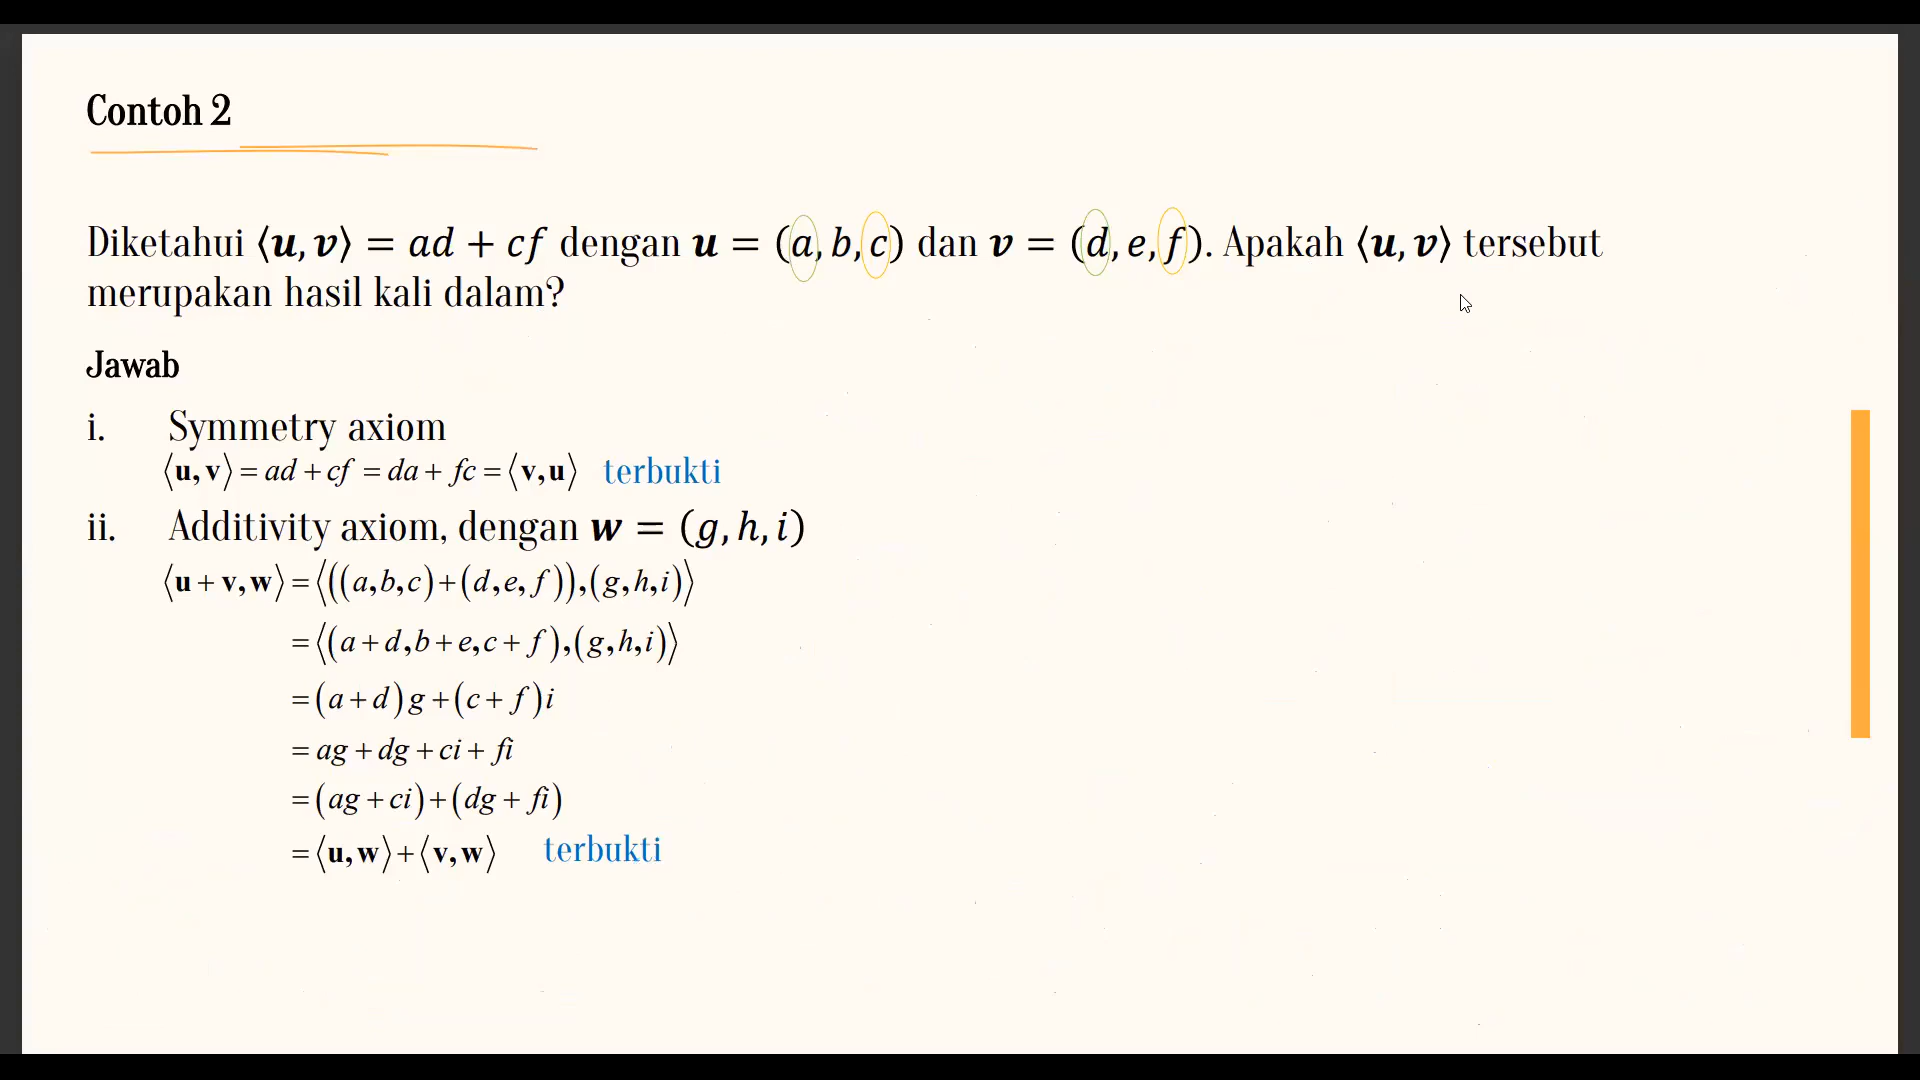 Contoh 2
Diketahui ⟨u, v⟩ = ad + cf dengan u = (a, b, c) dan v = (d, e, f). Apakah ⟨u, v⟩ tersebut
merupakan hasil kali dalam?
Jawab
i. Symmetry axiom
⟨u,v⟩ = ad + cf = da + fc = ⟨v,u⟩ terbukti
ii. Additivity axiom, dengan w = (g, h, i)
⟨u + v,w⟩ = ⟨((a,b,c)+(d,e,f)),(g,h,i)⟩
= ⟨(a+d,b+e,c+f),(g,h,i)⟩
= (a+d)g+(c+f)i
= ag + dg + ci + fi
= (ag + ci)+(dg + fi)
= ⟨u,w⟩+⟨v,w⟩ terbukti